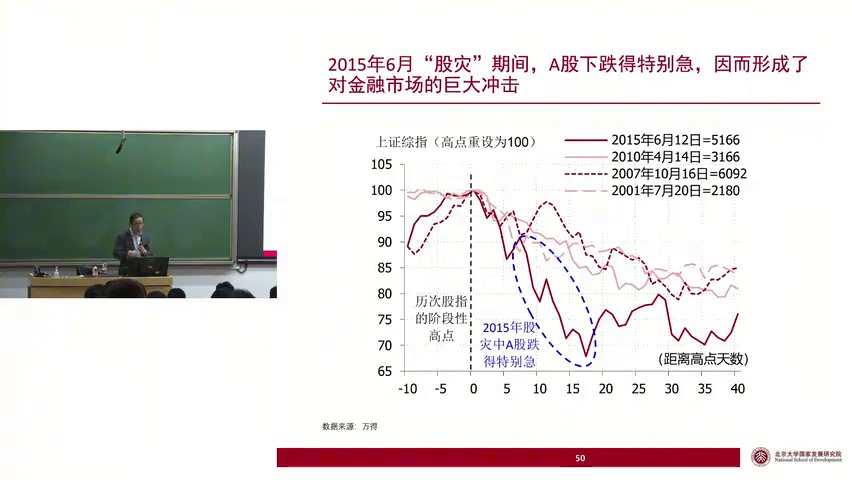 2015年6月“股灾”期间，A股下跌得特别急，因而形成了
对金融市场的巨大冲击
上证综指（高点重设为100）
2015年6月12日=5166
2010年4月14日=3166
2007年10月16日=6092
2001年7月20日=2180
105
100
95
90
85
80
75
70
65
历次股指
的阶段性
高点
2015年股
灾中A股跌
得特别急
(距离高点天数)
-10 -5 0 5 10 15 20 25 30 35 40
数据来源：万得
50
北京大学国家发展研究院
National School of Development